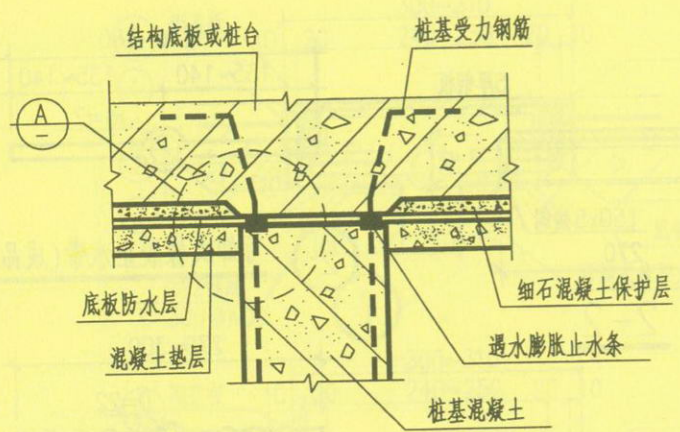 结构底板或桩台
桩基受力钢筋
A
底板防水层
细石混凝土保护层
混凝土垫层
遇水膨胀止水条
桩基混凝土